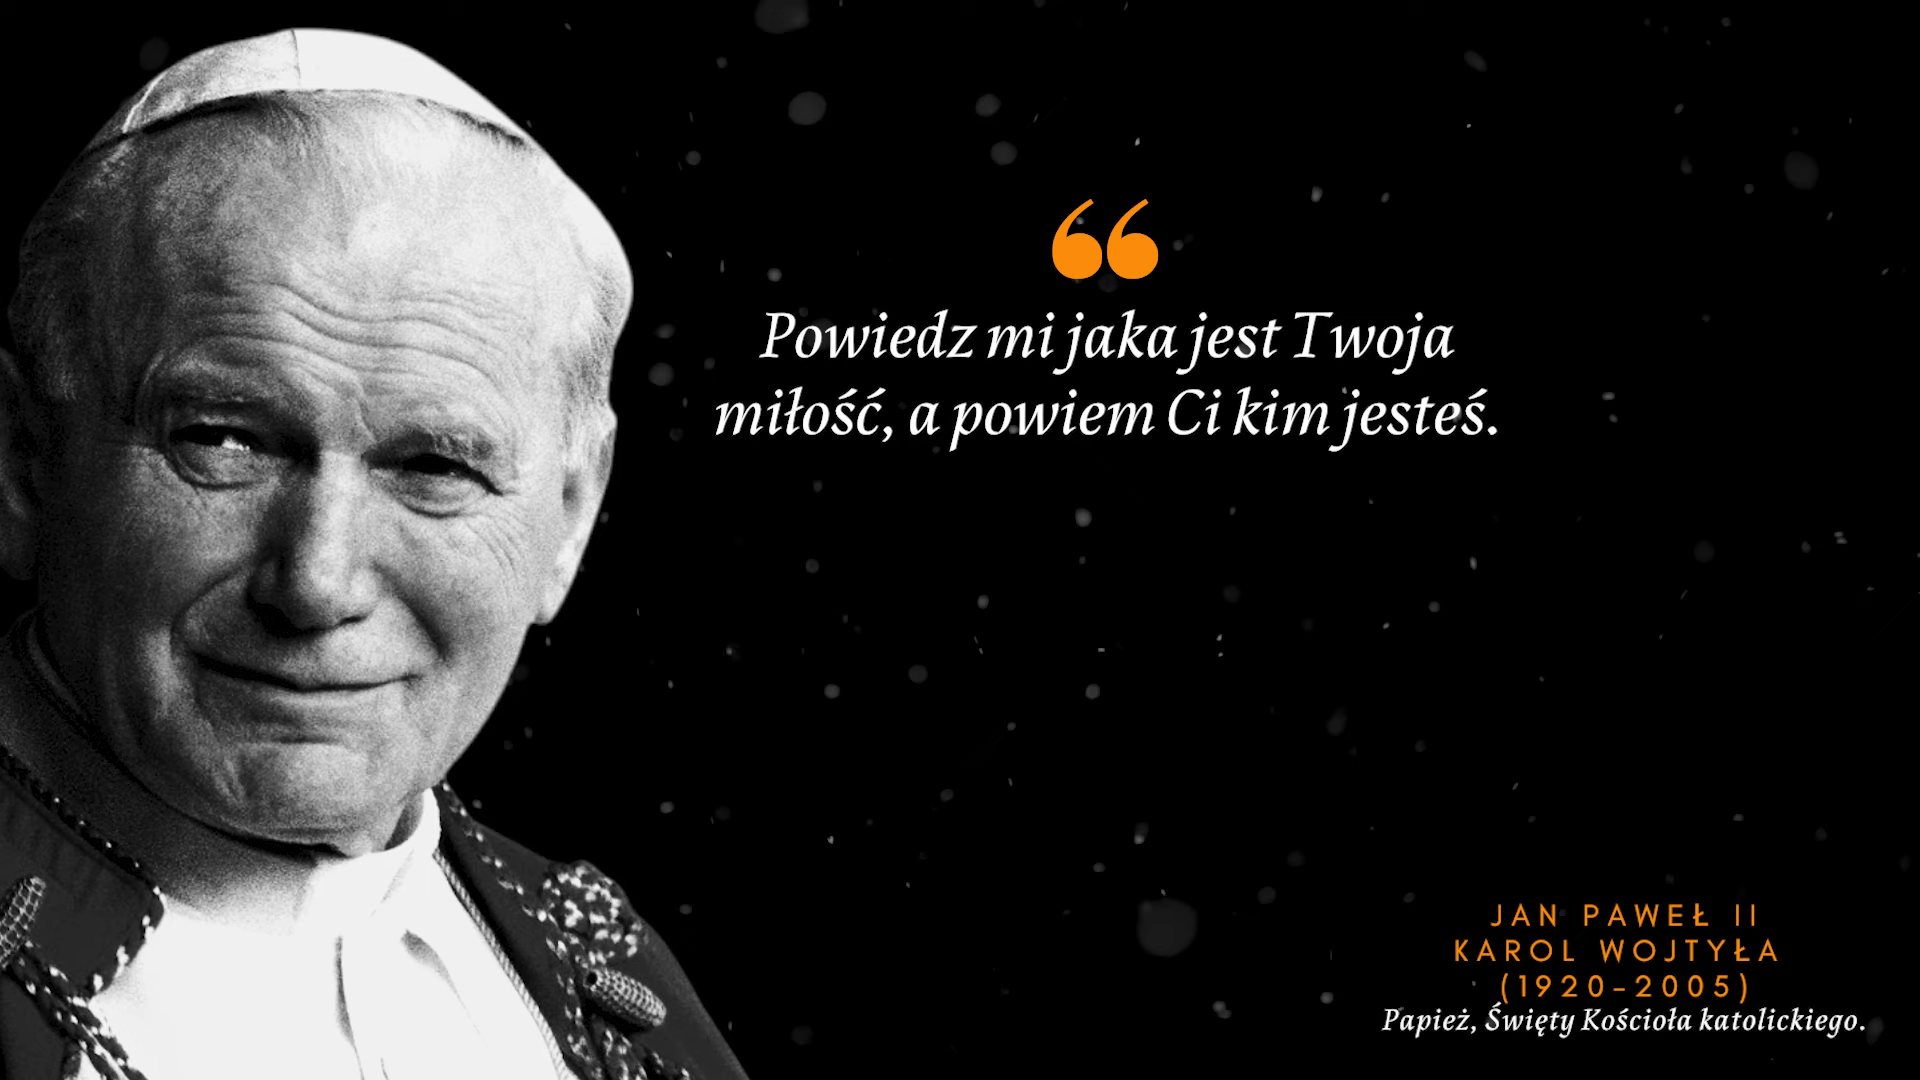 “
Powiedz mi jaka jest Twoja
miłość, a powiem Ci kim jesteś.
JAN PAWEŁ II
KAROL WOJTYŁA
(1920-2005)
Papież, Święty Kościoła katolickiego.